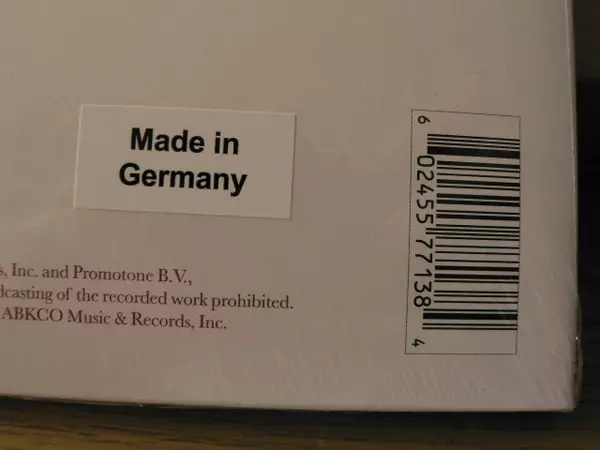 Made in
Germany
s, Inc. and Promotone B.V.,
dcasting of the recorded work prohibited.
ABKCO Music & Records, Inc.
6 02455 77138 4